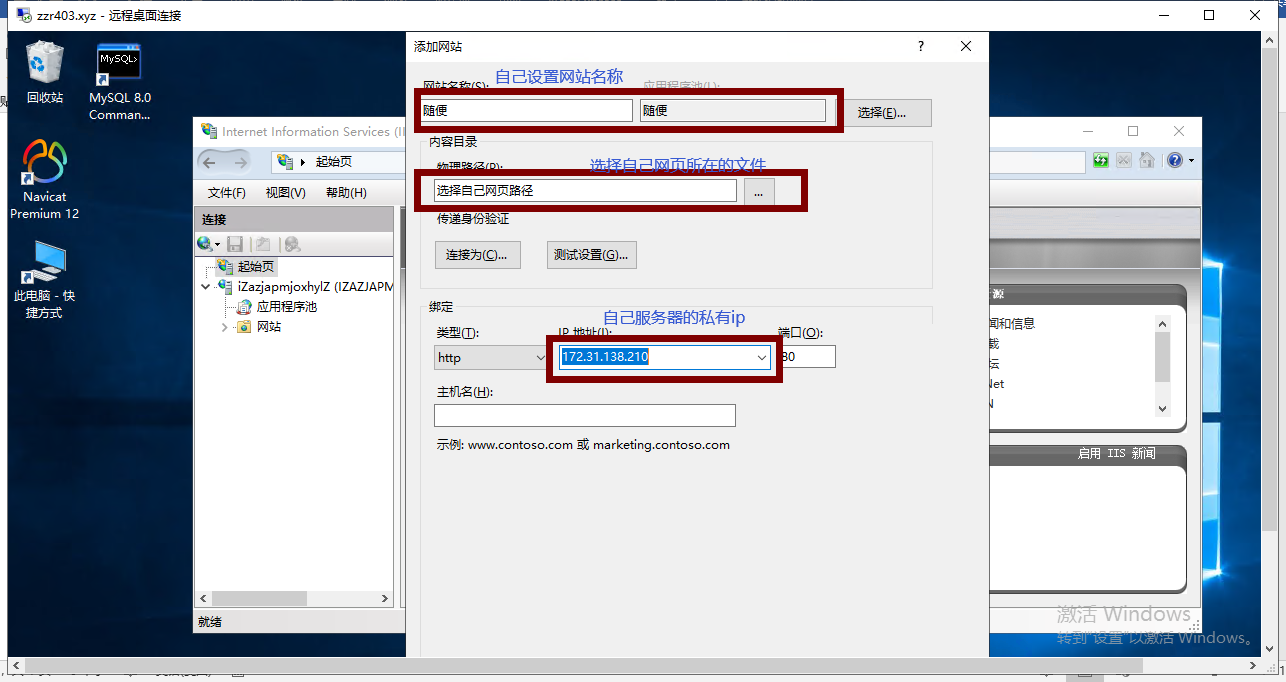 zzr403.xyz - 远程桌面连接
回收站
MySQL>
MySQL 8.0
Comman...
Navicat
Premium 12
此电脑 - 快
捷方式
Internet Information Services (II
起始页
文件(F) 视图(V) 帮助(H)
连接
起始页
iZazjapmjoxhylZ (IZAZJAPM
应用程序池
网站
就绪
添加网站
?
网站名称(S): 自己设置网站名称 应用程序池(L):
随便 随便 选择(E)...
内容目录
物理路径(P): 选择自己网页所在的文件
选择自己网页路径 ...
传递身份验证
连接为(C)... 测试设置(G)...
绑定
自己服务器的私有ip
类型(T): IP 地址(I): 端口(O):
http 172.31.138.210 80
主机名(H):
示例: www.contoso.com 或 marketing.contoso.com
源
闻和信息
载
坛
Net
N
启用 IIS 新闻
激活 Windows
转到"设置"以激活 Windows。